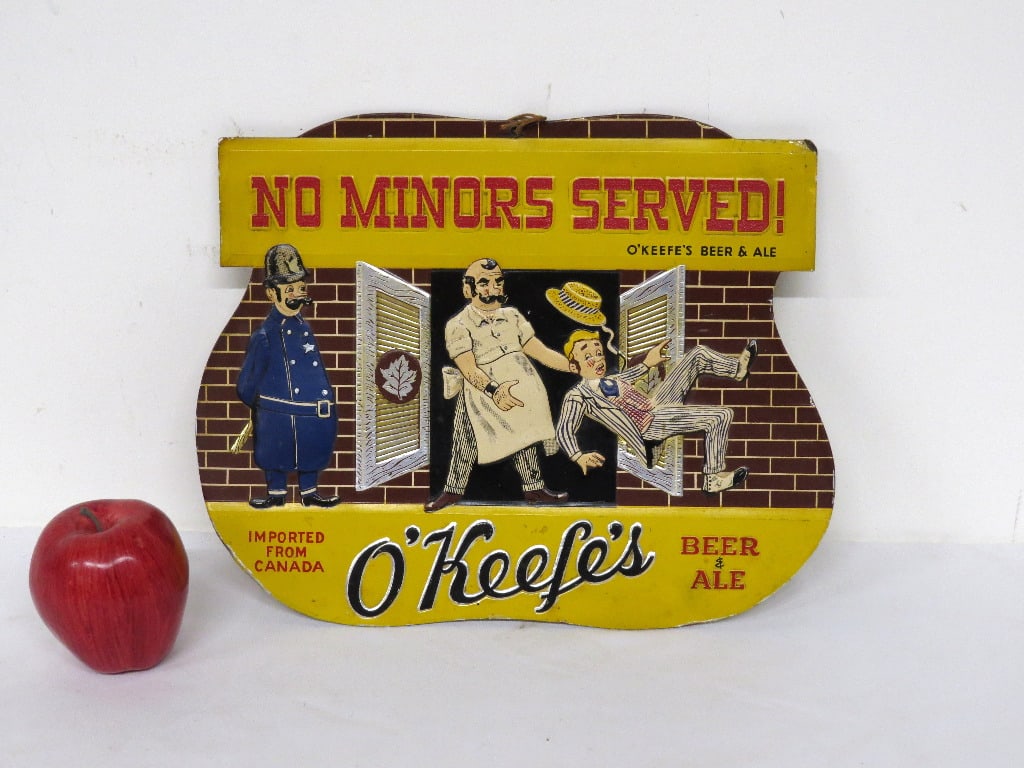 NO MINORS SERVED!
O'KEEFE'S BEER & ALE
IMPORTED
FROM
CANADA
O'Keefe's
BEER
&
ALE